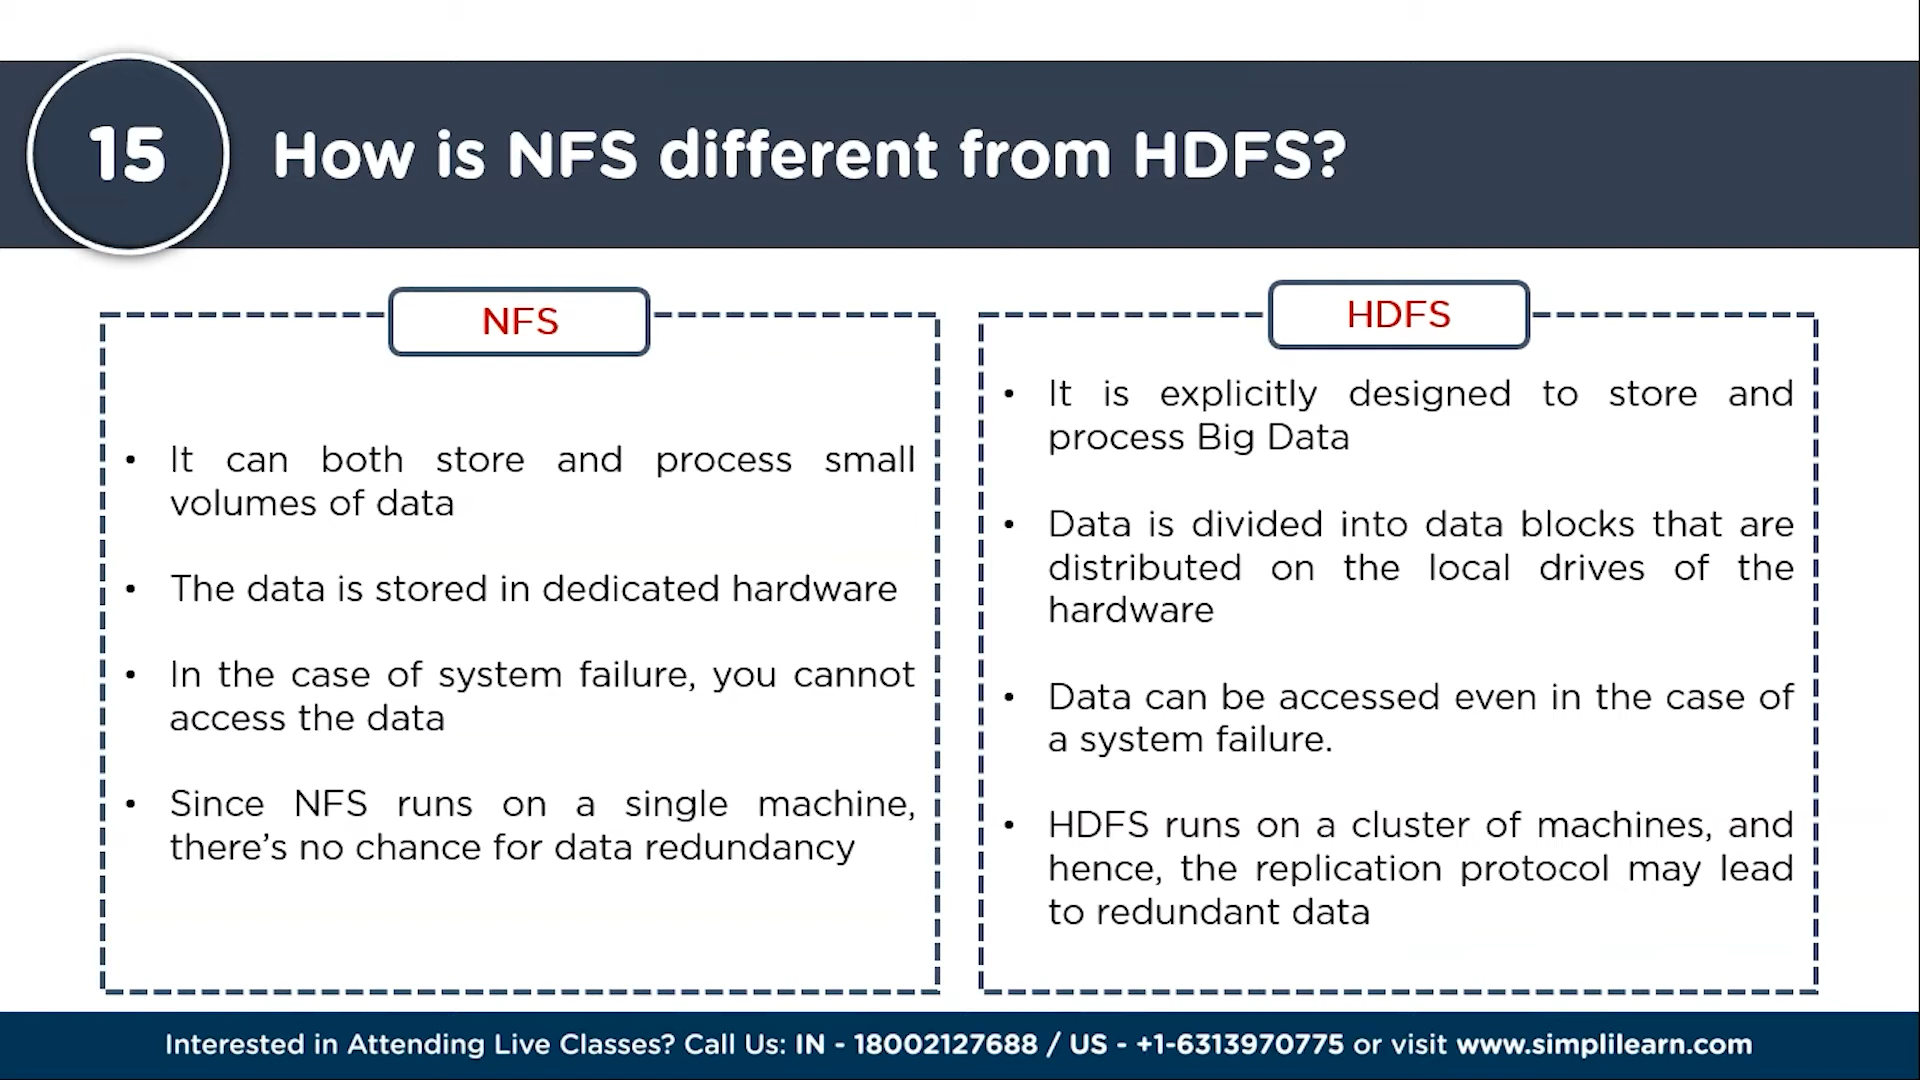 15
How is NFS different from HDFS?
NFS
• It can both store and process small
volumes of data
• The data is stored in dedicated hardware
• In the case of system failure, you cannot
access the data
• Since NFS runs on a single machine,
there’s no chance for data redundancy
HDFS
• It is explicitly designed to store and
process Big Data
• Data is divided into data blocks that are
distributed on the local drives of the
hardware
• Data can be accessed even in the case of
a system failure.
• HDFS runs on a cluster of machines, and
hence, the replication protocol may lead
to redundant data
Interested in Attending Live Classes? Call Us: IN - 18002127688 / US - +1-6313970775 or visit www.simplilearn.com